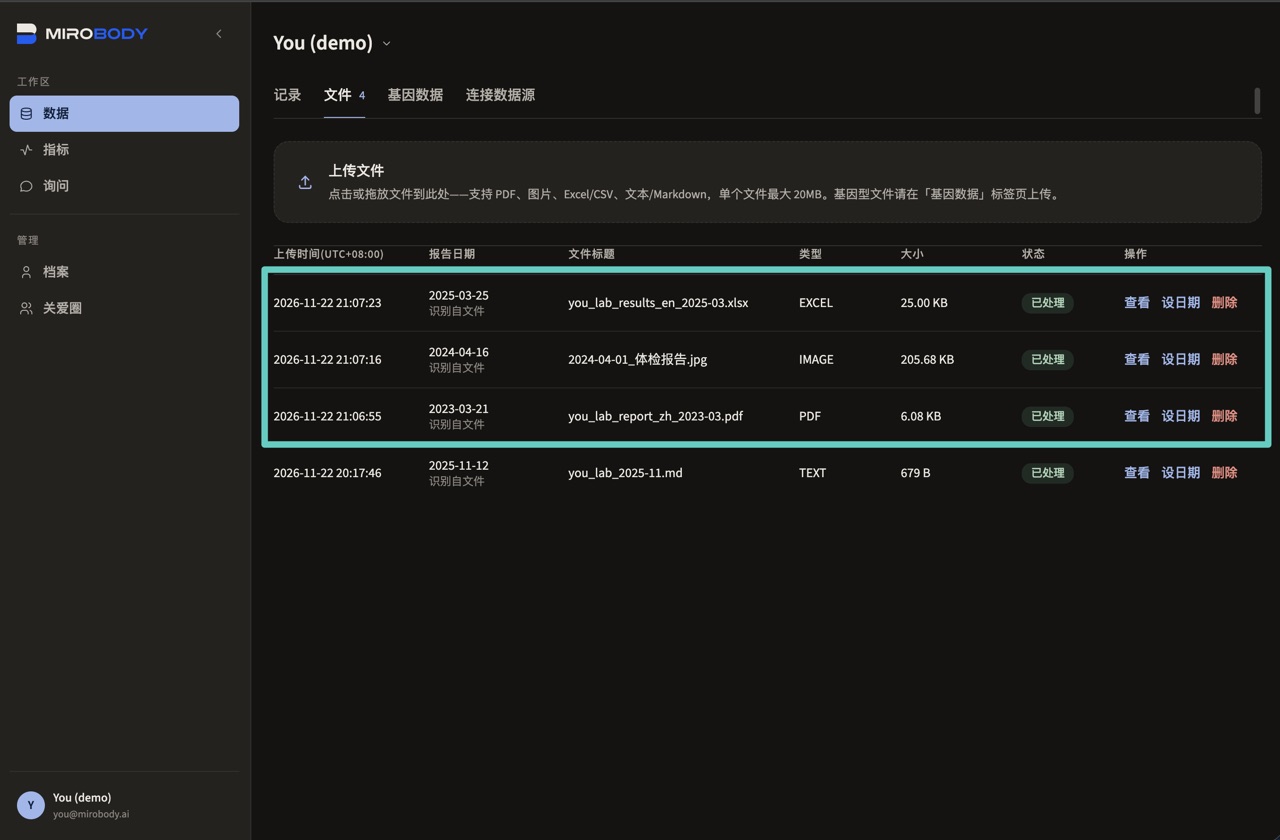 MIROBODY
工作区
数据
指标
询问
管理
档案
关爱圈
Y
You (demo)
you@mirobody.ai
You (demo)
记录 文件 4 基因数据 连接数据源
上传文件
点击或拖放文件到此处——支持 PDF、图片、Excel/CSV、文本/Markdown，单个文件最大 20MB。基因型文件请在「基因数据」标签页上传。
上传时间(UTC+08:00) 报告日期 文件标题 类型 大小 状态 操作
2026-11-22 21:07:23 2025-03-25 you_lab_results_en_2025-03.xlsx EXCEL 25.00 KB 已处理 查看 设日期 删除
识别自文件
2026-11-22 21:07:16 2024-04-16 2024-04-01_体检报告.jpg IMAGE 205.68 KB 已处理 查看 设日期 删除
识别自文件
2026-11-22 21:06:55 2023-03-21 you_lab_report_zh_2023-03.pdf PDF 6.08 KB 已处理 查看 设日期 删除
识别自文件
2026-11-22 20:17:46 2025-11-12 you_lab_2025-11.md TEXT 679 B 已处理 查看 设日期 删除
识别自文件